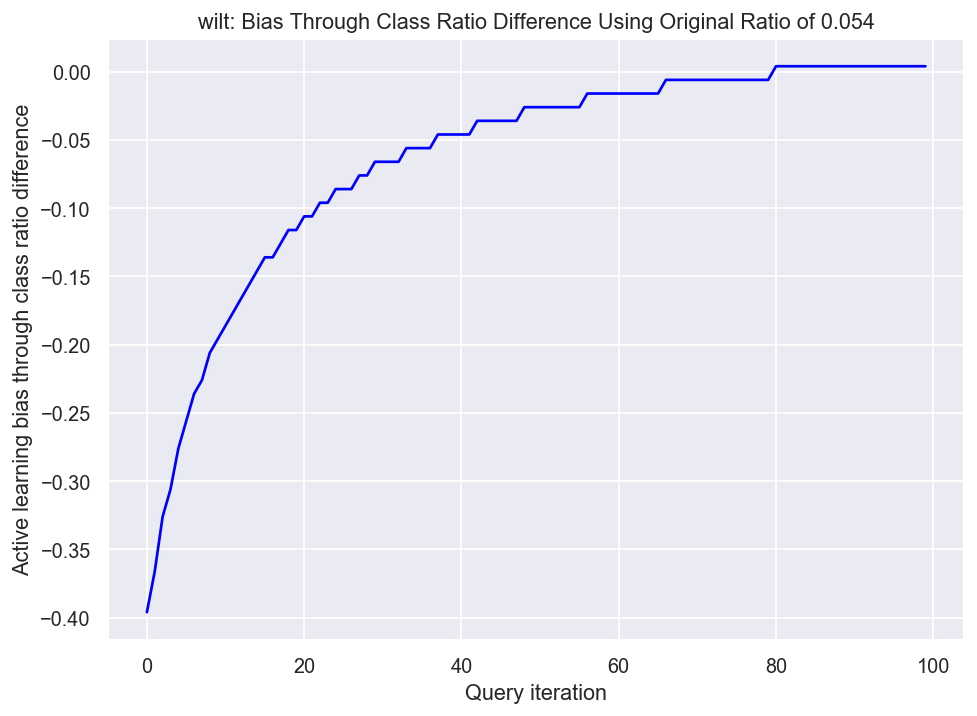 wilt: Bias Through Class Ratio Difference Using Original Ratio of 0.054
Active learning bias through class ratio difference
0.00
−0.05
−0.10
−0.15
−0.20
−0.25
−0.30
−0.35
−0.40
0 20 40 60 80 100
Query iteration